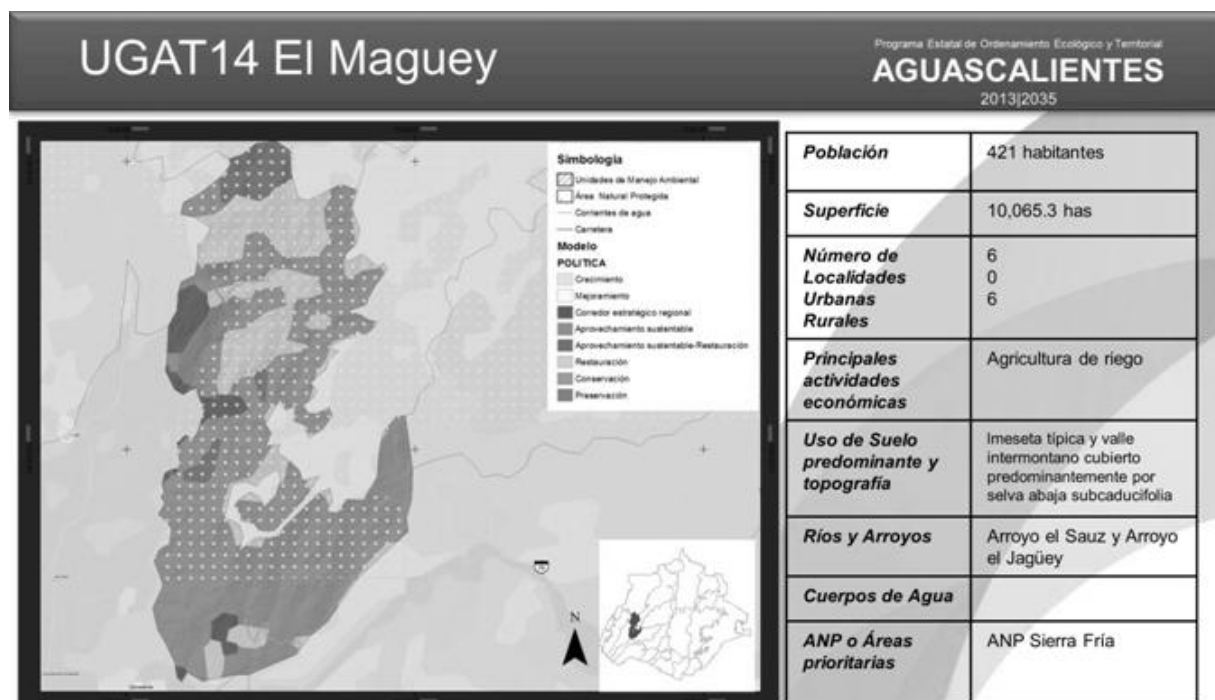 UGAT14 El Maguey
Programa Estatal de Ordenamiento Ecológico y Territorial
AGUASCALIENTES
2013|2035
Simbología
Unidades de Manejo Ambiental
Área Natural Protegida
Corrientes de agua
Carretera
Modelo
POLITICA
Crecimiento
Mejoramiento
Corredor estratégico regional
Aprovechamiento sustentable
Aprovechamiento sustentable-Restauración
Restauración
Conservación
Preservación
N
Población
421 habitantes
Superficie
10,065.3 has
Número de
Localidades
Urbanas
Rurales
6
0
6
Principales
actividades
económicas
Agricultura de riego
Uso de Suelo
predominante y
topografía
lmeseta típica y valle
intermontano cubierto
predominantemente por
selva abaja subcaducifolia
Ríos y Arroyos
Arroyo el Sauz y Arroyo
el Jagüey
Cuerpos de Agua
ANP o Áreas
prioritarias
ANP Sierra Fría